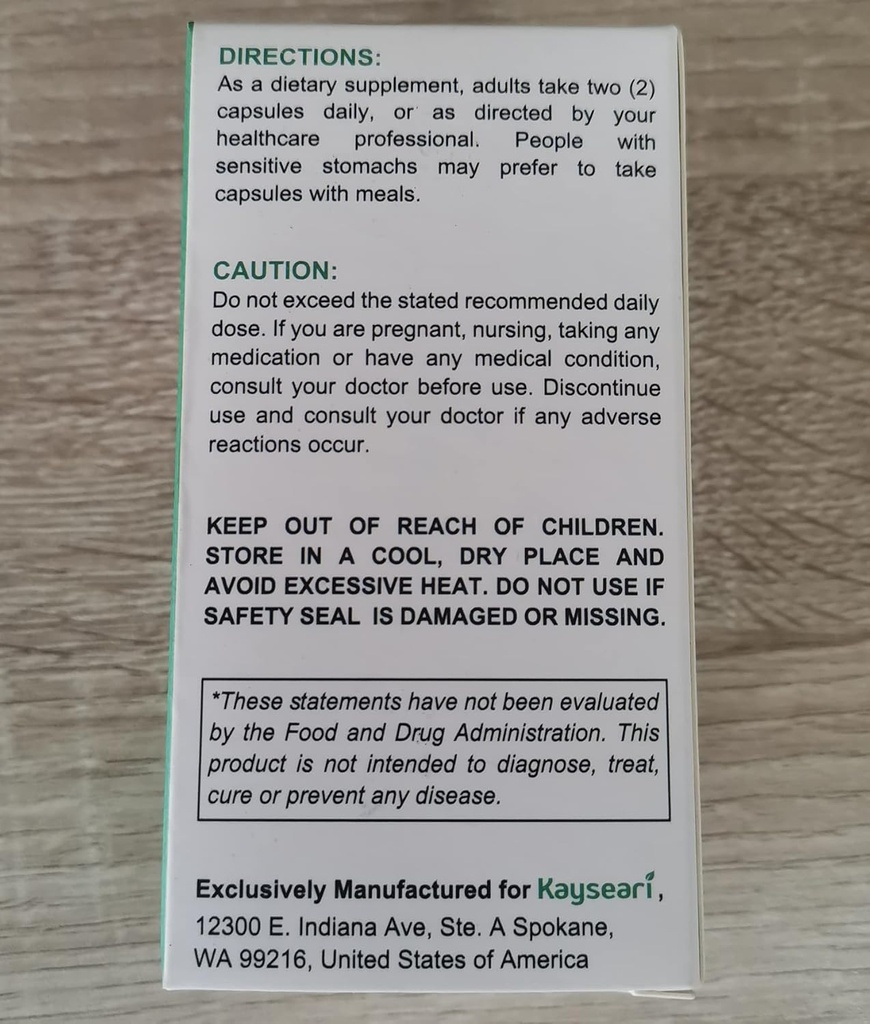 DIRECTIONS:
As a dietary supplement, adults take two (2)
capsules daily, or as directed by your
healthcare professional. People with
sensitive stomachs may prefer to take
capsules with meals.
CAUTION:
Do not exceed the stated recommended daily
dose. If you are pregnant, nursing, taking any
medication or have any medical condition,
consult your doctor before use. Discontinue
use and consult your doctor if any adverse
reactions occur.
KEEP OUT OF REACH OF CHILDREN.
STORE IN A COOL, DRY PLACE AND
AVOID EXCESSIVE HEAT. DO NOT USE IF
SAFETY SEAL IS DAMAGED OR MISSING.
*These statements have not been evaluated
by the Food and Drug Administration. This
product is not intended to diagnose, treat,
cure or prevent any disease.
Exclusively Manufactured for Kayseari,
12300 E. Indiana Ave, Ste. A Spokane,
WA 99216, United States of America